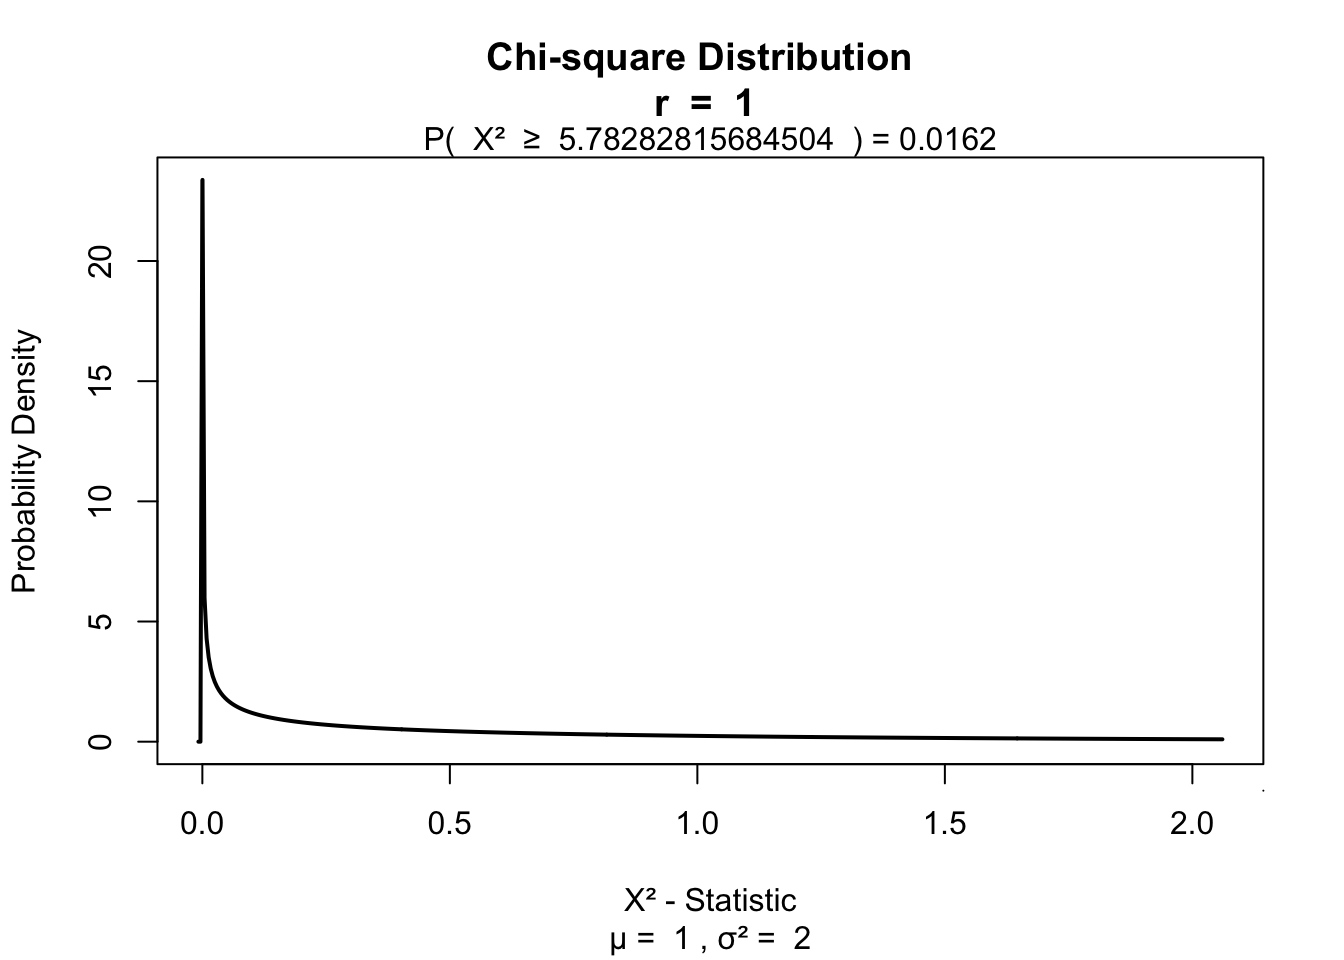 Chi-square Distribution
r = 1
P( X² ≥ 5.78282815684504 ) = 0.0162
Probability Density
20
15
10
5
0
0.0 0.5 1.0 1.5 2.0
X² - Statistic
μ = 1 , σ² = 2